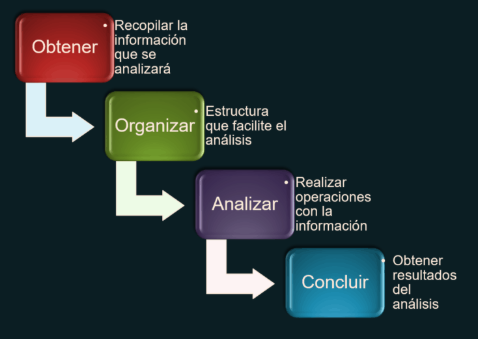 Obtener
• Recopilar la
información
que se
analizará
Organizar
• Estructura
que facilite el
análisis
Analizar
• Realizar
operaciones
con la
información
Concluir
• Obtener
resultados
del
análisis